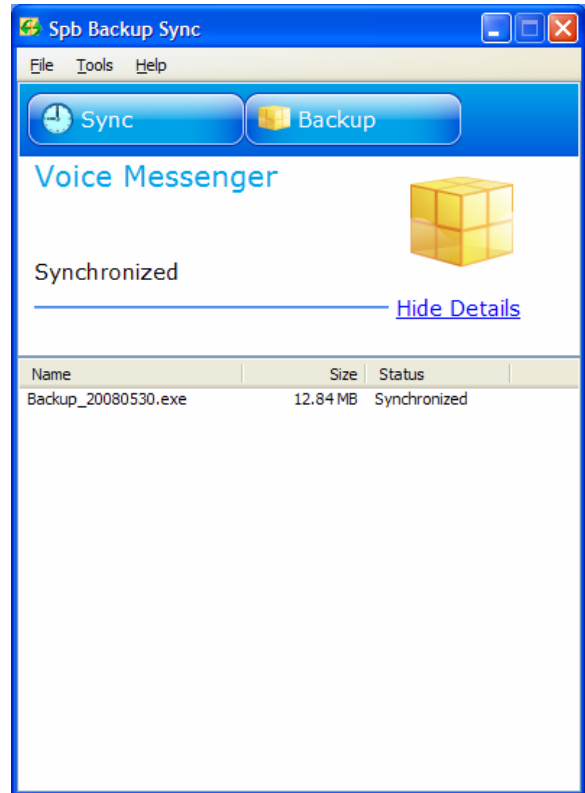 Spb Backup Sync
File Tools Help
Sync Backup
Voice Messenger
Synchronized
Hide Details
Name Size Status
Backup_20080530.exe 12.84 MB Synchronized